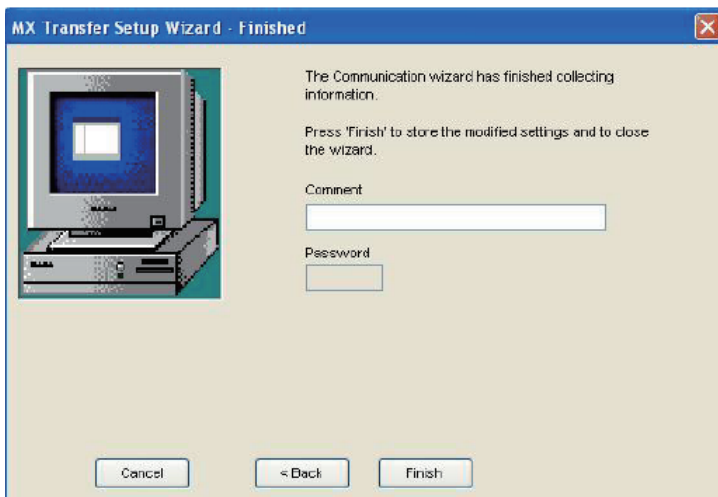 MX Transfer Setup Wizard - Finished
The Communication wizard has finished collecting
information.
Press 'Finish' to store the modified settings and to close
the wizard.
Comment
Password
Cancel
< Back
Finish